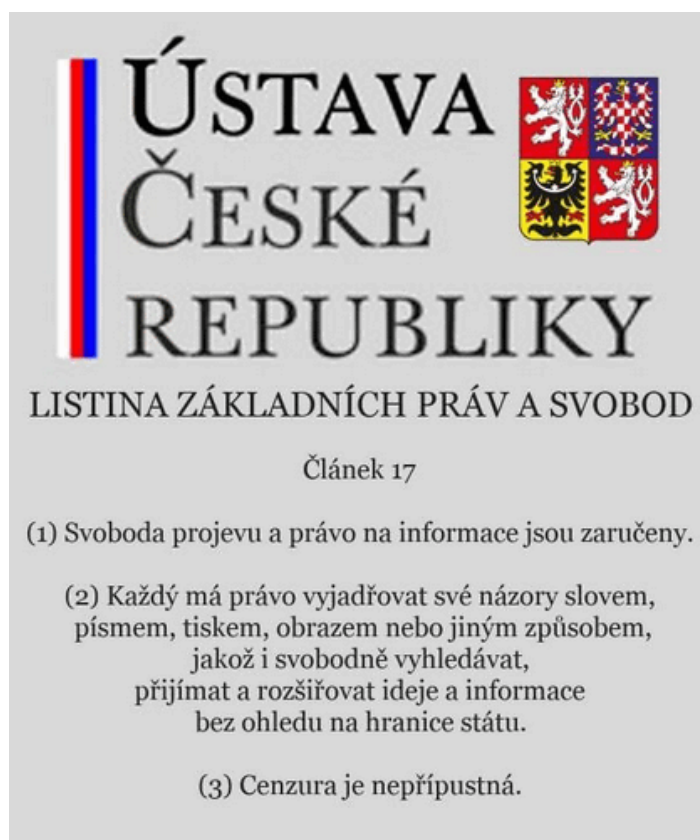 ÚSTAVA
ČESKÉ
REPUBLIKY
LISTINA ZÁKLADNÍCH PRÁV A SVOBOD
Článek 17
(1) Svoboda projevu a právo na informace jsou zaručeny.
(2) Každý má právo vyjadřovat své názory slovem,
písmem, tiskem, obrazem nebo jiným způsobem,
jakož i svobodně vyhledávat,
přijímat a rozšiřovat ideje a informace
bez ohledu na hranice státu.
(3) Cenzura je nepřípustná.